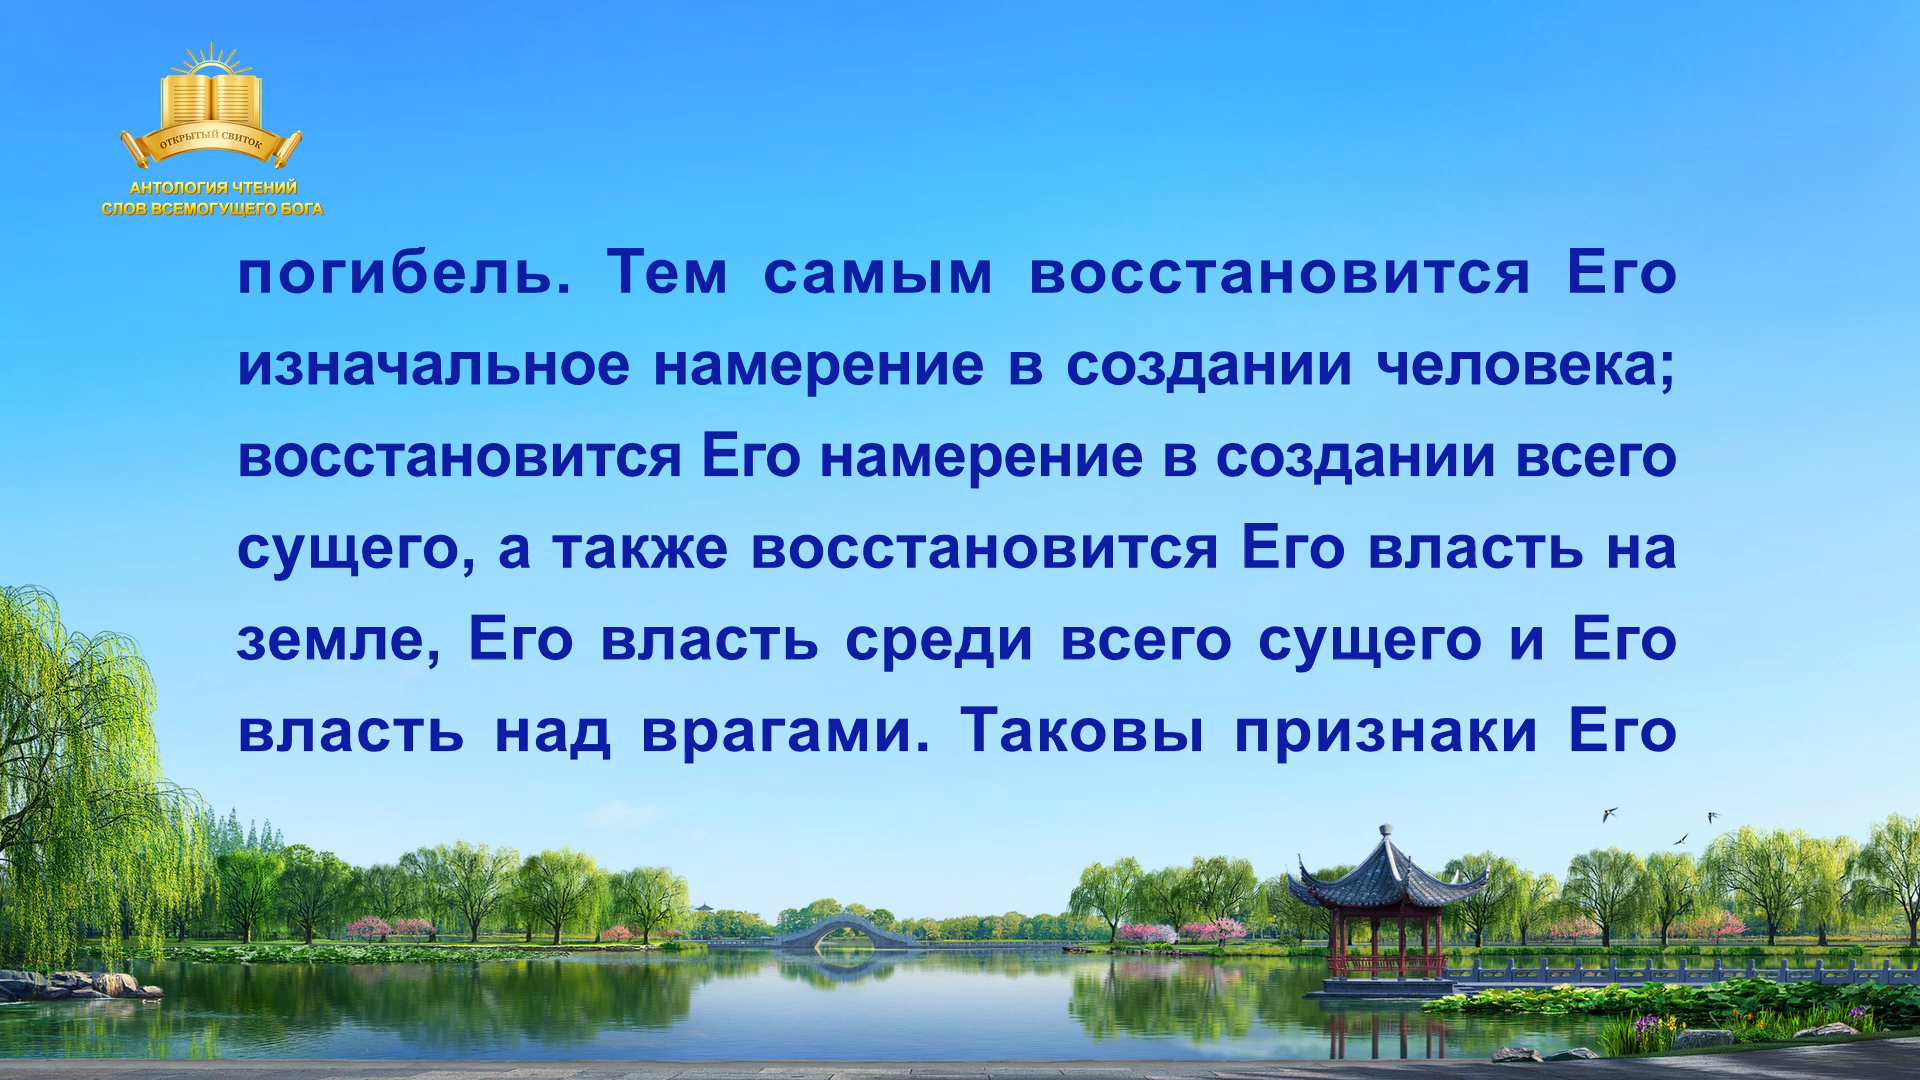 ОТКРЫТЫЙ СВИТОК
АНТОЛОГИЯ ЧТЕНИЙ
СЛОВ ВСЕМОГУЩЕГО БОГА
погибель. Тем самым восстановится Его
изначальное намерение в создании человека;
восстановится Его намерение в создании всего
сущего, а также восстановится Его власть на
земле, Его власть среди всего сущего и Его
власть над врагами. Таковы признаки Его